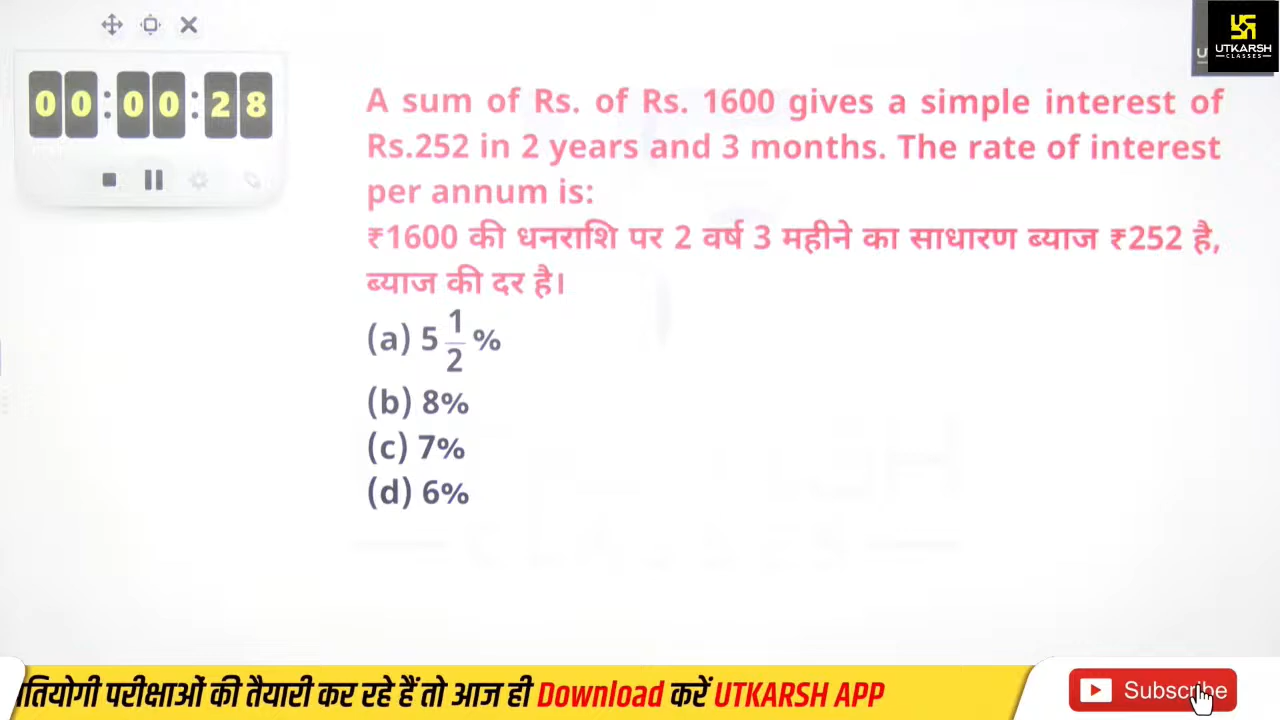 00:00:28
UTKARSH
CLASSES
A sum of Rs. of Rs. 1600 gives a simple interest of
Rs.252 in 2 years and 3 months. The rate of interest
per annum is:
₹1600 की धनराशि पर 2 वर्ष 3 महीने का साधारण ब्याज ₹252 है,
ब्याज की दर है।
(a) 5 1/2 %
(b) 8%
(c) 7%
(d) 6%
CLASSES
तियोगी परीक्षाओं की तैयारी कर रहे हैं तो आज ही Download करें UTKARSH APP
Subscribe